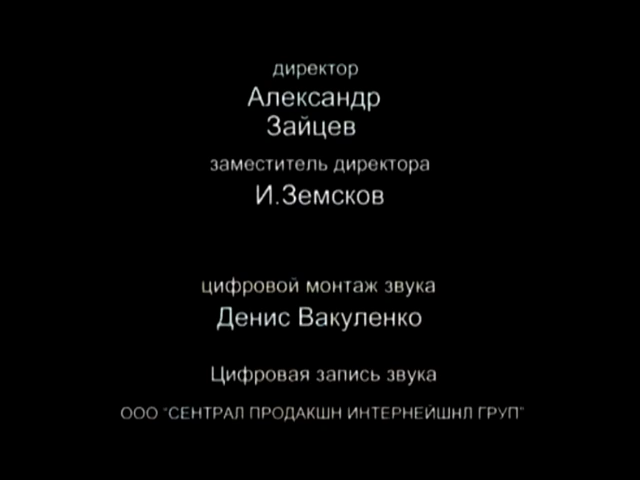 директор
Александр
Зайцев
заместитель директора
И.Земсков
цифровой монтаж звука
Денис Вакуленко
Цифровая запись звука
ООО "СЕНТРАЛ ПРОДАКШН ИНТЕРНЕЙШНЛ ГРУП"